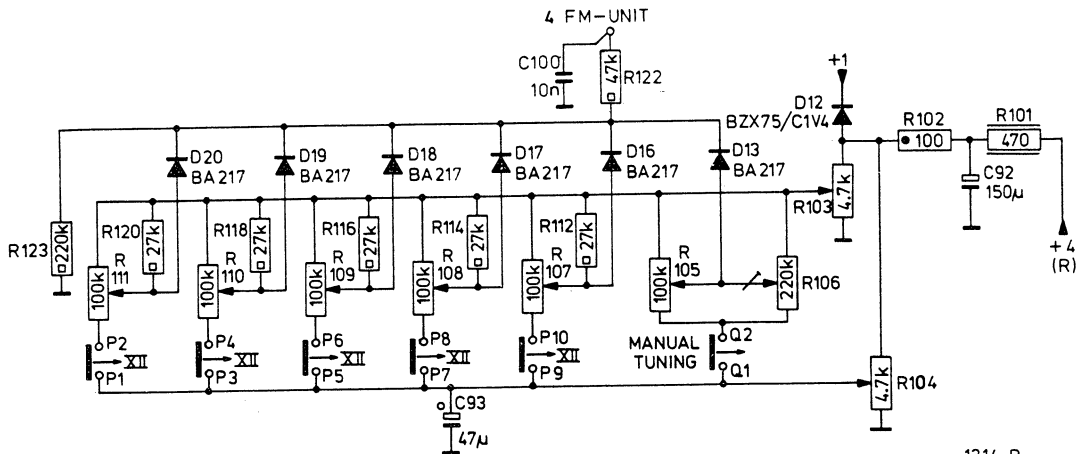 4 FM-UNIT
C100
10n
47k
R122
+1
D12
BZX75/C1V4
R102
100
R101
470
C92
150µ
+4
(R)
D20
BA217
D19
BA217
D18
BA217
D17
BA217
D16
BA217
D13
BA217
R103
4.7k
R123
220k
R120
27k
R
111
100k
R118
27k
R
110
100k
R116
27k
R
109
100k
R114
27k
R
108
100k
R112
27k
R
107
100k
R
105
100k
220k
R106
P2
XII
P1
P4
XII
P3
P6
XII
P5
P8
XII
P7
P10
XII
P9
MANUAL
TUNING
Q2
Q1
C93
47µ
4.7k
R104